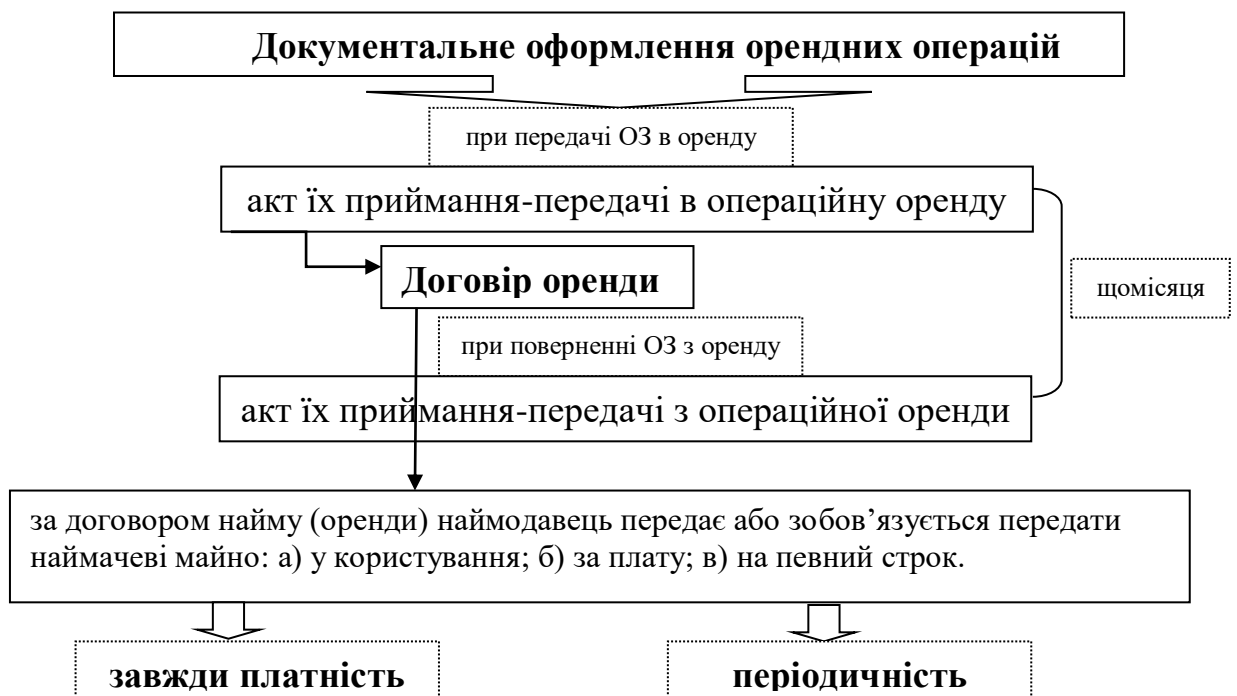 Документальне оформлення орендних операцій
при передачі ОЗ в оренду
акт їх приймання-передачі в операційну оренду
Договір оренди
щомісяця
при поверненні ОЗ з оренду
акт їх приймання-передачі з операційної оренди
за договором найму (оренди) наймодавець передає або зобов’язується передати
наймачеві майно: а) у користування; б) за плату; в) на певний строк.
завжди платність
періодичність